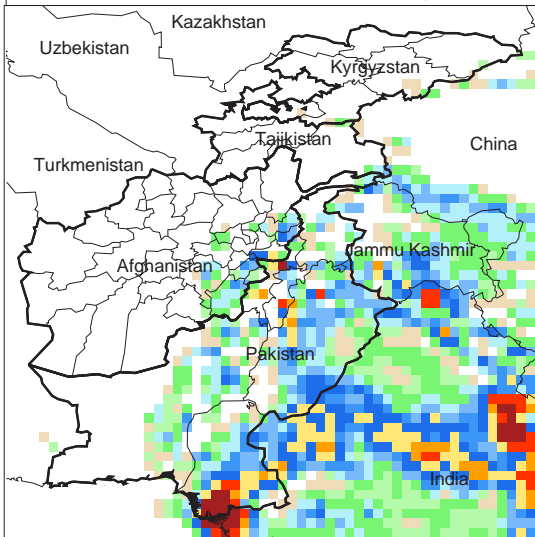 Kazakhstan
Uzbekistan
Kyrgyzstan
Tajikistan
China
Turkmenistan
Jammu Kashmir
Afghanistan
Pakistan
India